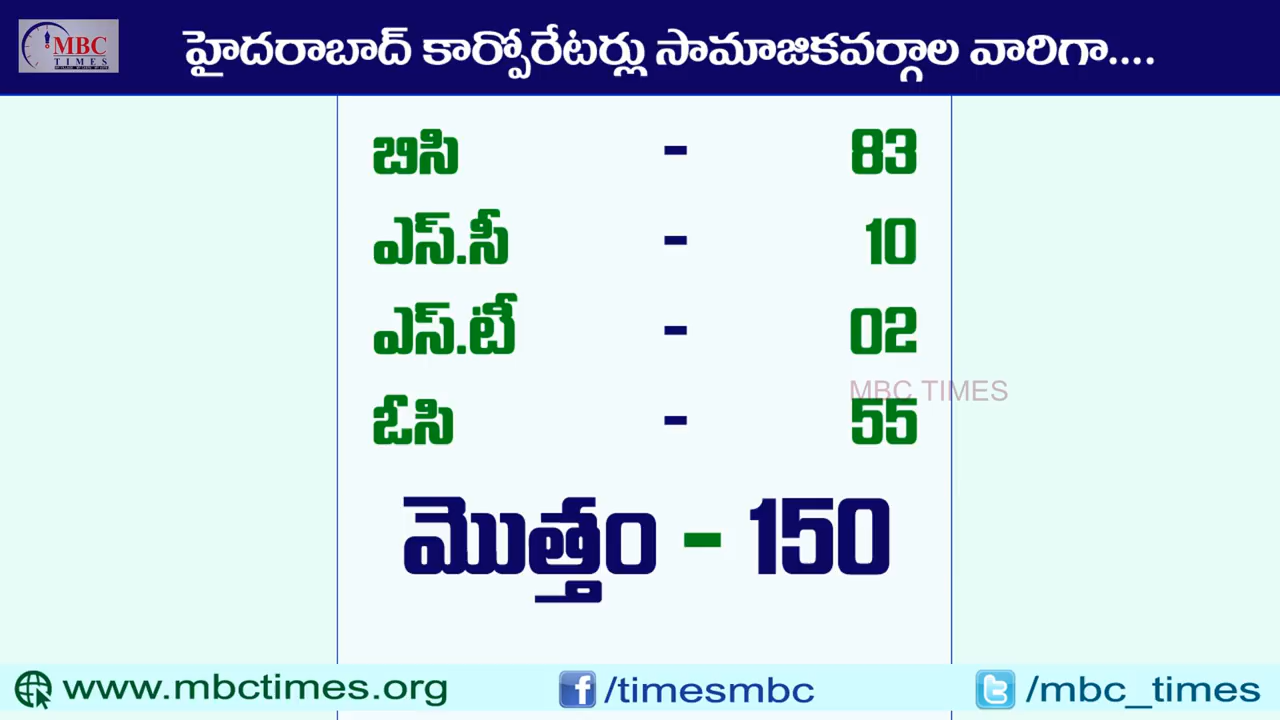 MBC
TIMES
హైదరాబాద్ కార్పోరేటర్లు సామాజికవర్గాల వారిగా....
బిసి - 83
ఎస్.సీ - 10
ఎస్.టీ - 02
MBC TIMES
ఓసి - 55
మొత్తం - 150
www.mbctimes.org
/timesmbc
/mbc_times